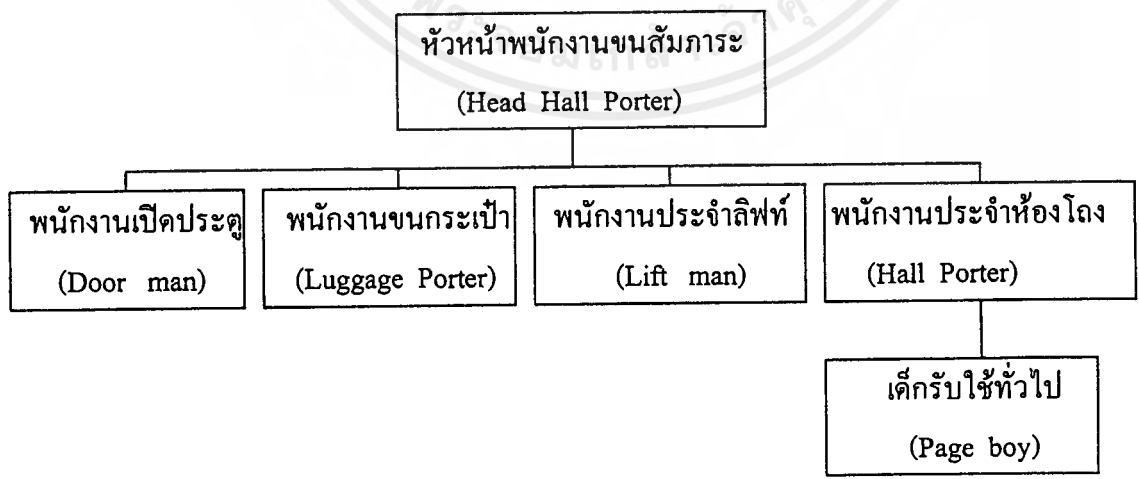 หัวหน้าพนักงานขนสัมภาระ
(Head Hall Porter)
พนักงานเปิดประตู
(Door man)
พนักงานขนกระเป๋า
(Luggage Porter)
พนักงานประจำลิฟท์
(Lift man)
พนักงานประจำห้องโถง
(Hall Porter)
เด็กรับใช้ทั่วไป
(Page boy)